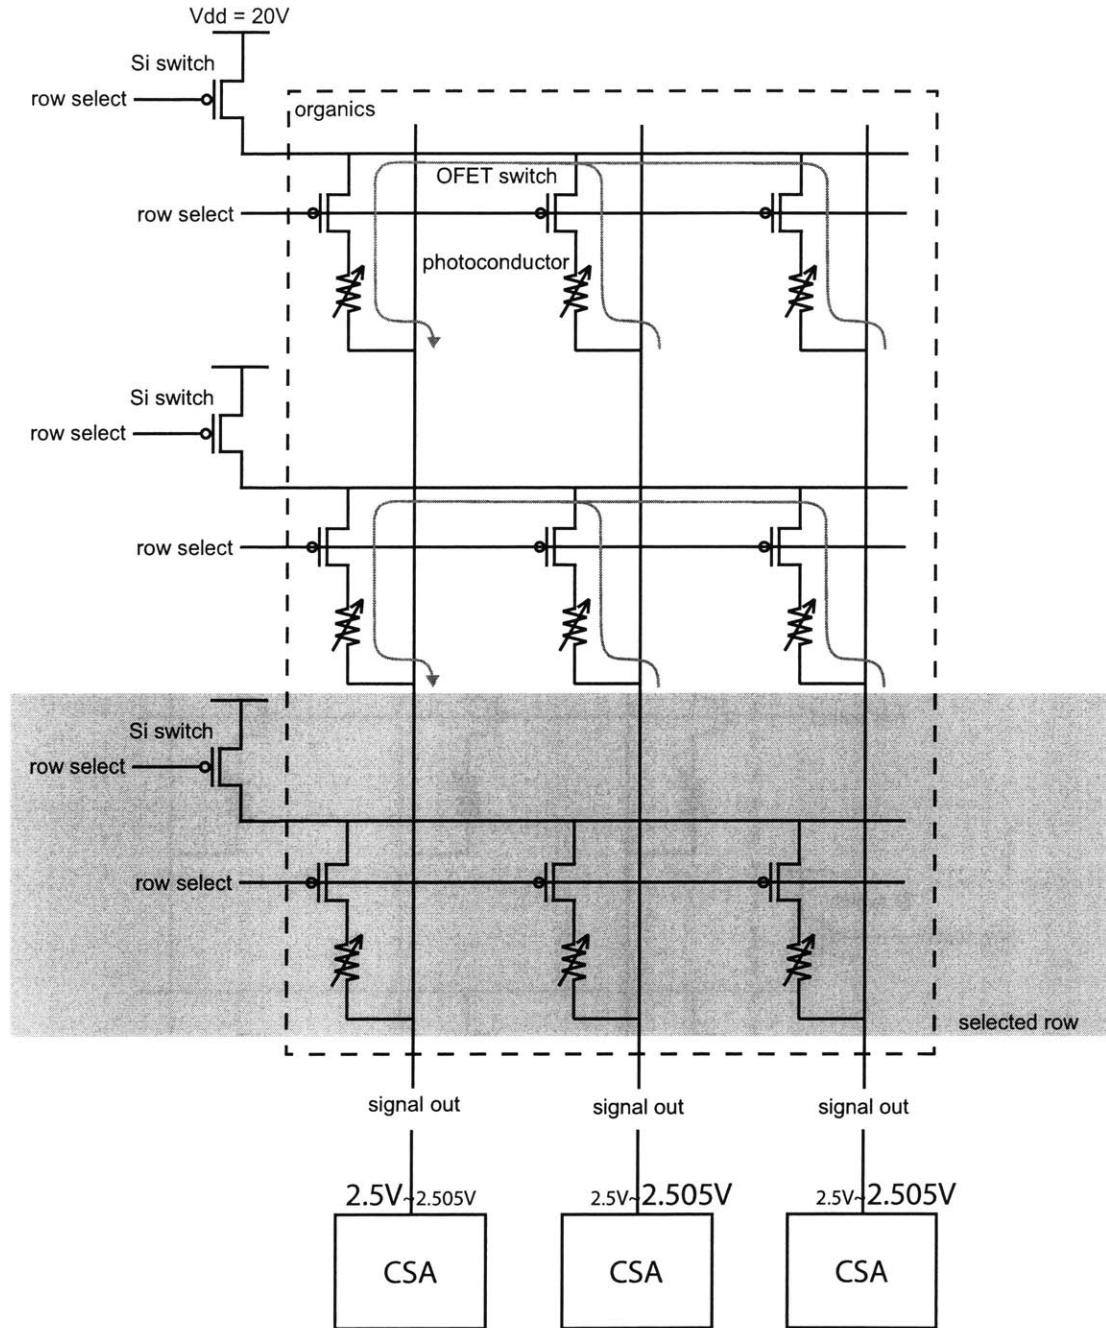 Vdd = 20V
Si switch
row select
organics
OFET switch
row select
photoconductor
Si switch
row select
row select
Si switch
row select
row select
selected row
signal out signal out signal out
2.5V~2.505V 2.5V~2.505V 2.5V~2.505V
CSA CSA CSA